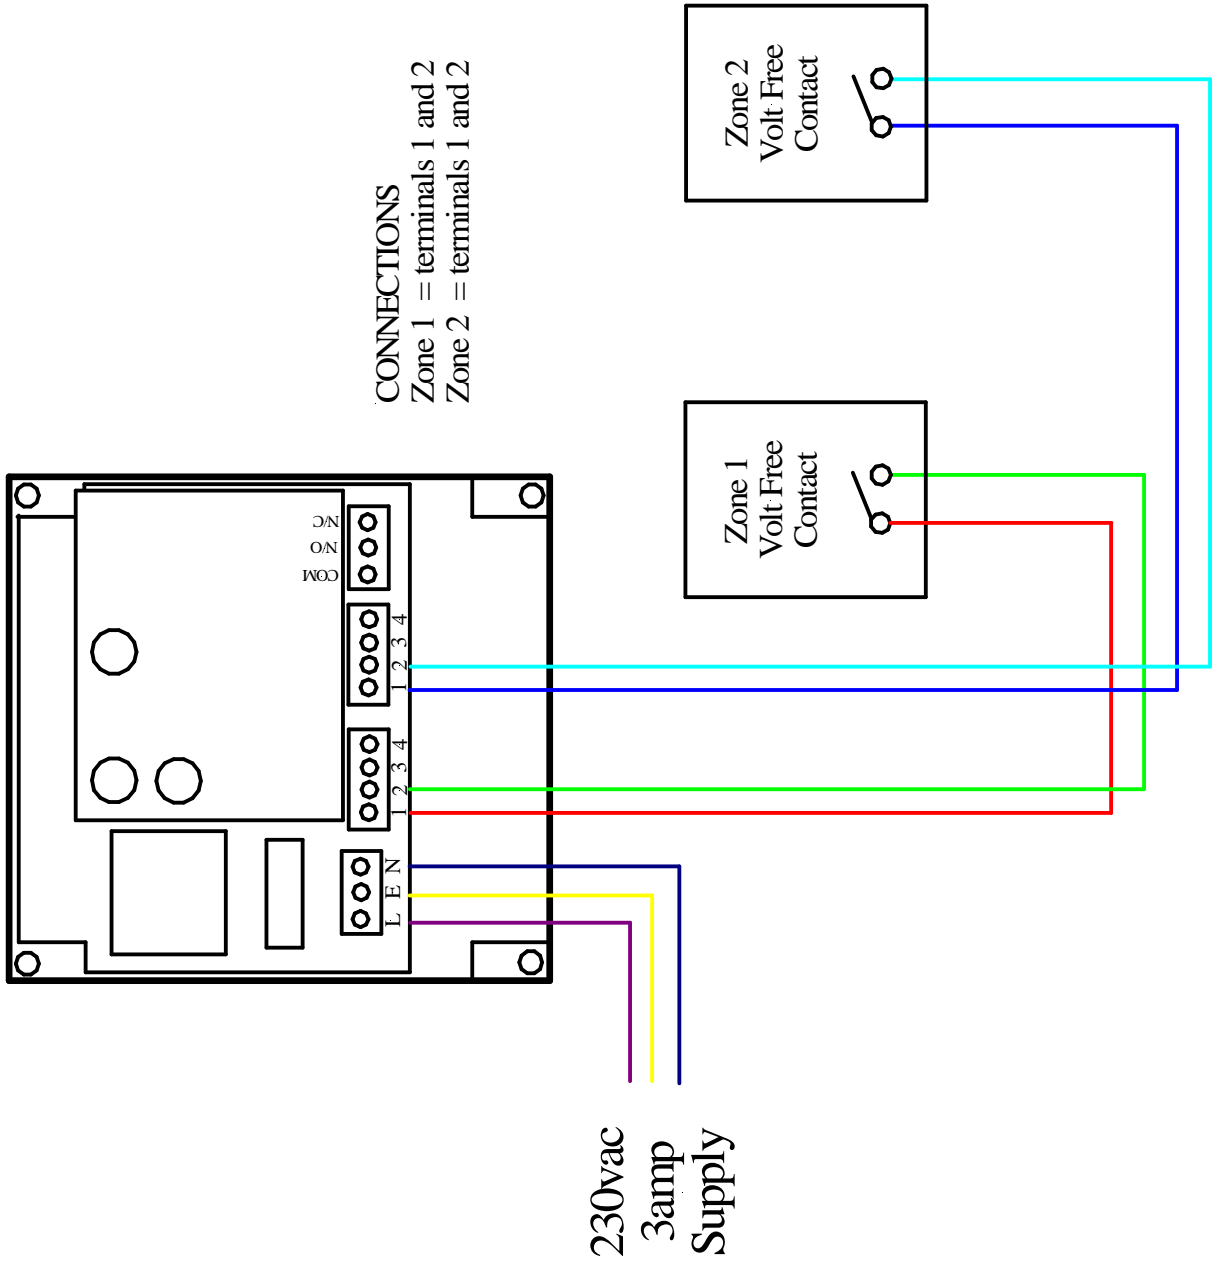 CONNECTIONS
Zone 1 = terminals 1 and 2
Zone 2 = terminals 1 and 2
L E N
1 2 3 4
1 2 3 4
COM
N/O
N/C
230vac
3amp
Supply
Zone 1
Volt Free
Contact
Zone 2
Volt Free
Contact